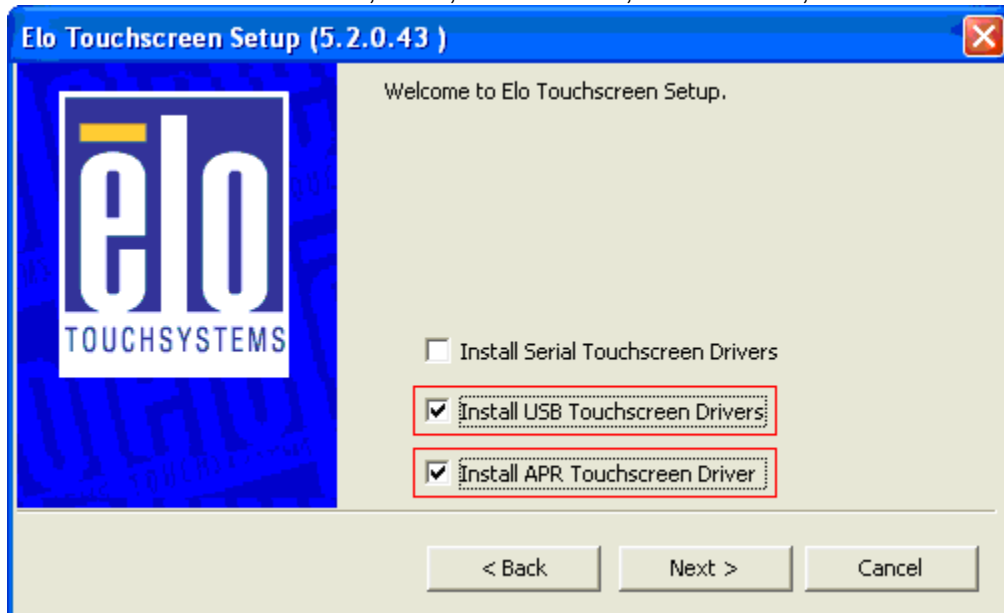 Elo Touchscreen Setup (5.2.0.43 )
Welcome to Elo Touchscreen Setup.
ēlo
TOUCHSYSTEMS
Install Serial Touchscreen Drivers
Install USB Touchscreen Drivers
Install APR Touchscreen Driver
< Back
Next >
Cancel